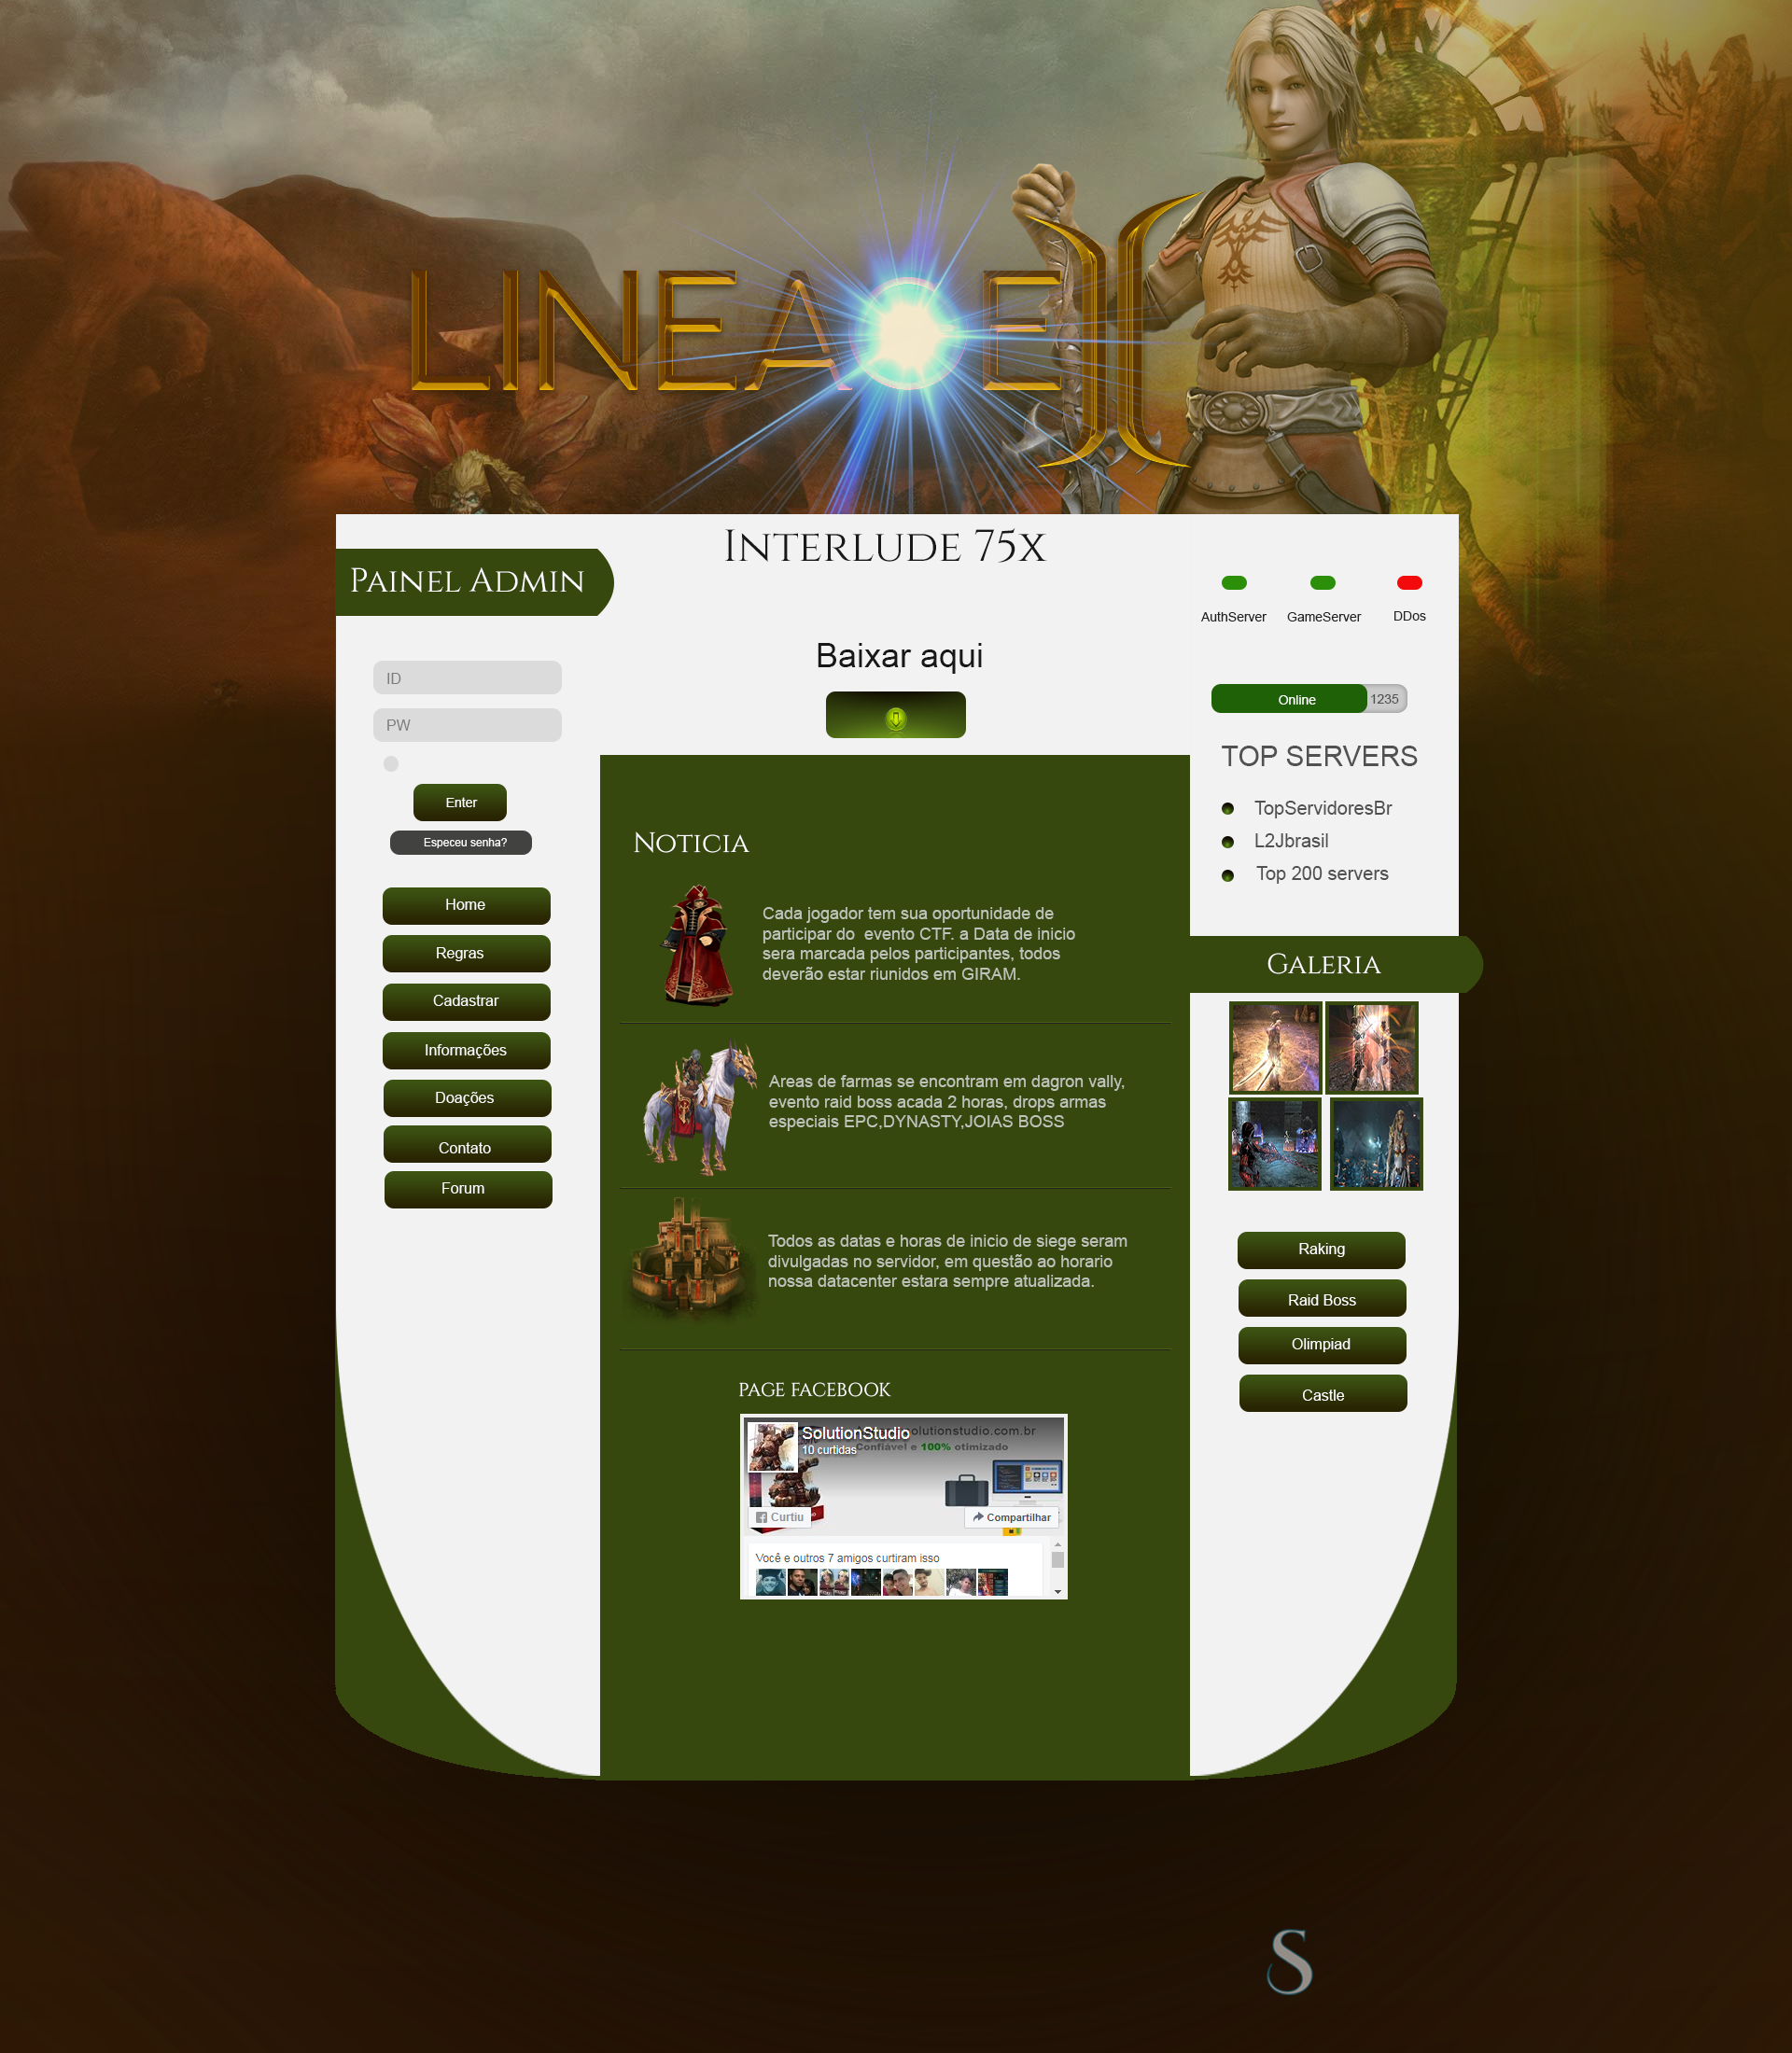 LINEAGE II
Interlude 75x
Painel Admin
ID
PW
Enter
Especeu senha?
Home
Regras
Cadastrar
Informações
Doações
Contato
Forum
Baixar aqui
Noticia
Cada jogador tem sua oportunidade de
participar do evento CTF. a Data de inicio
sera marcada pelos participantes, todos
deverão estar riunidos em GIRAM.
Areas de farmas se encontram em dagron vally,
evento raid boss acada 2 horas, drops armas
especiais EPC,DYNASTY,JOIAS BOSS
Todos as datas e horas de inicio de siege seram
divulgadas no servidor, em questão ao horario
nossa datacenter estara sempre atualizada.
PAGE FACEBOOK
SolutionStudio
olutionstudio.com.br
10 curtidas
Confiável e 100% otimizado
Curtiu
Compartilhar
Você e outros 7 amigos curtiram isso
AuthServer GameServer DDos
Online 1235
TOP SERVERS
TopServidoresBr
L2Jbrasil
Top 200 servers
Galeria
Raking
Raid Boss
Olimpiad
Castle
S